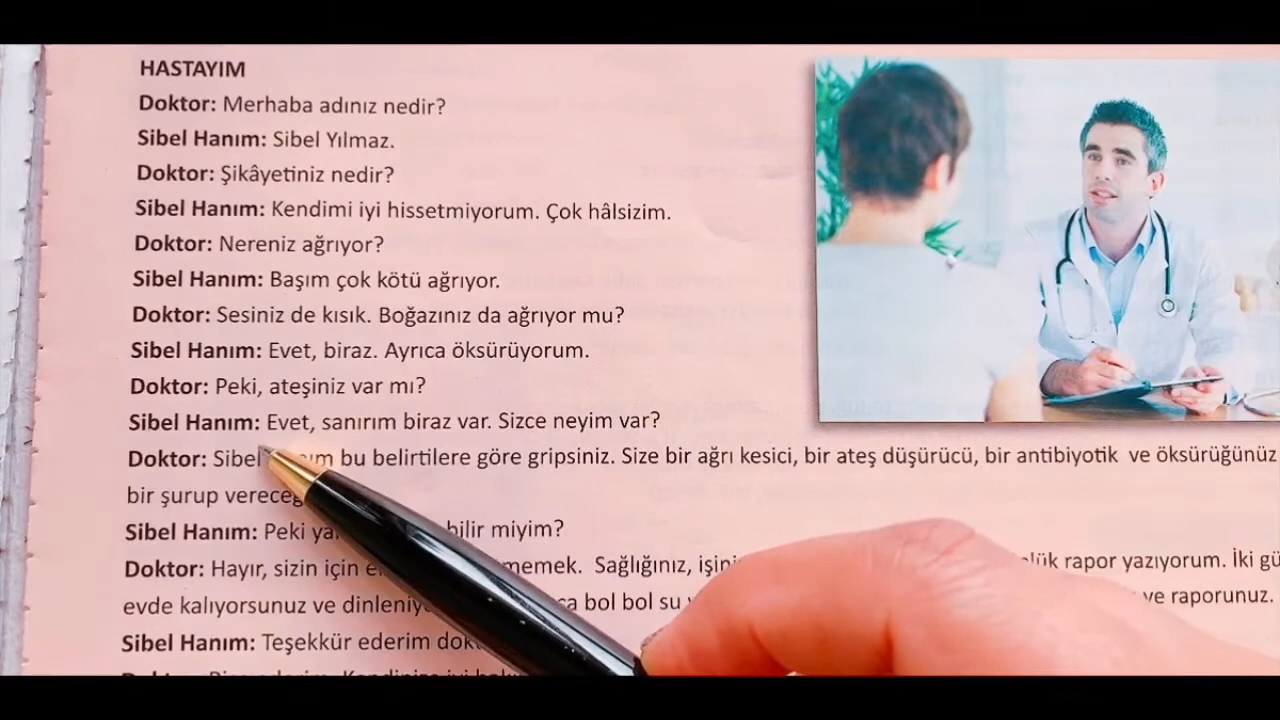 HASTAYIM
Doktor: Merhaba adınız nedir?
Sibel Hanım: Sibel Yılmaz.
Doktor: Şikâyetiniz nedir?
Sibel Hanım: Kendimi iyi hissetmiyorum. Çok hâlsizim.
Doktor: Nereniz ağrıyor?
Sibel Hanım: Başım çok kötü ağrıyor.
Doktor: Sesiniz de kısık. Boğazınız da ağrıyor mu?
Sibel Hanım: Evet, biraz. Ayrıca öksürüyorum.
Doktor: Peki, ateşiniz var mı?
Sibel Hanım: Evet, sanırım biraz var. Sizce neyim var?
Doktor: Sibel bu belirtilere göre gripsiniz. Size bir ağrı kesici, bir ateş düşürücü, bir antibiyotik ve öksürüğünüz
bir şurup
Sibel Hanım: Peki miyim?
Doktor: Hayır, sizin için Sağlığınız, rapor yazıyorum. İki
evde kalıyorsunuz ve bol bol su ve raporunuz.
Sibel Hanım: Teşekkür ederim